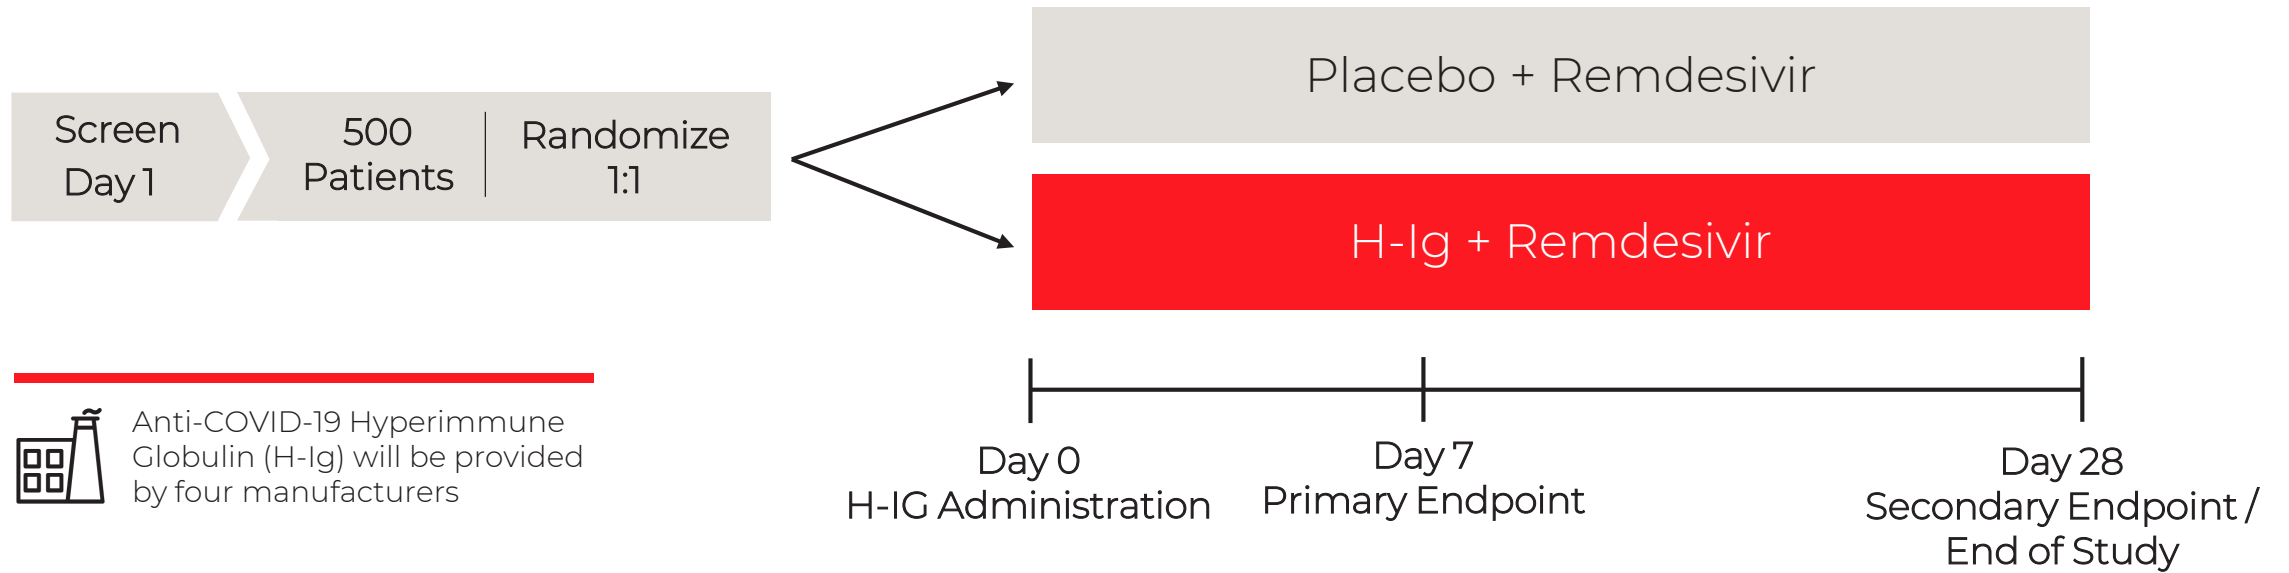 Screen
Day 1
500
Patients
Randomize
1:1
Placebo + Remdesivir
H-Ig + Remdesivir
Anti-COVID-19 Hyperimmune
Globulin (H-Ig) will be provided
by four manufacturers
Day 0
H-IG Administration
Day 7
Primary Endpoint
Day 28
Secondary Endpoint /
End of Study